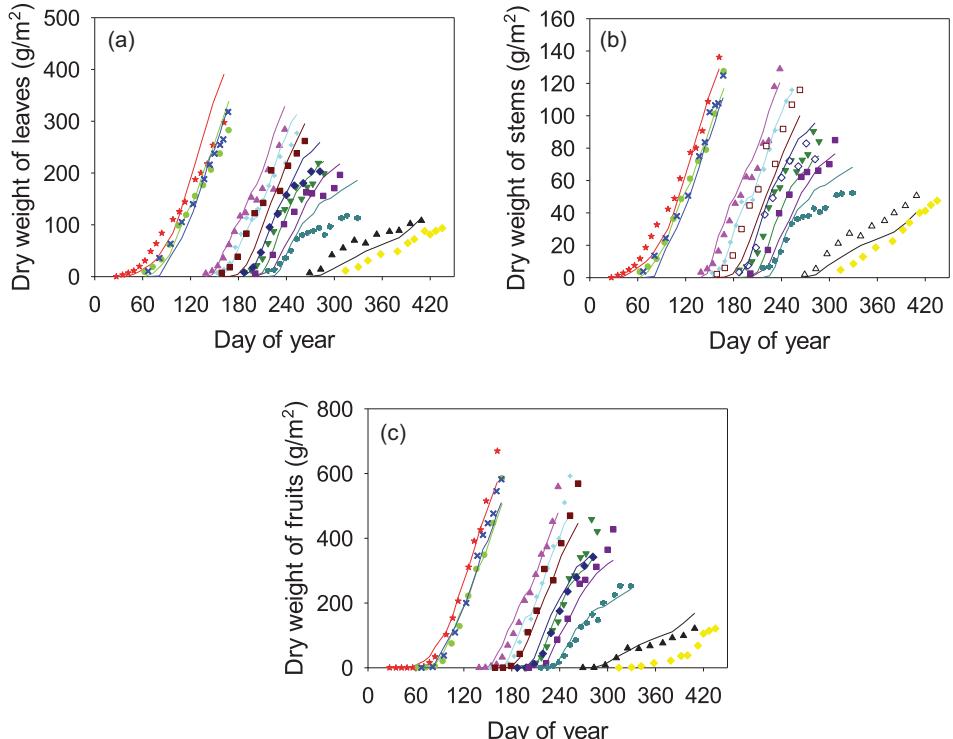 Dry weight of leaves (g/m²)
(a)
500
400
300
200
100
0
0 60 120 180 240 300 360 420
Day of year
Dry weight of stems (g/m²)
(b)
160
140
120
100
80
60
40
20
0
0 60 120 180 240 300 360 420
Day of year
Dry weight of fruits (g/m²)
(c)
800
600
400
200
0
0 60 120 180 240 300 360 420
Day of year